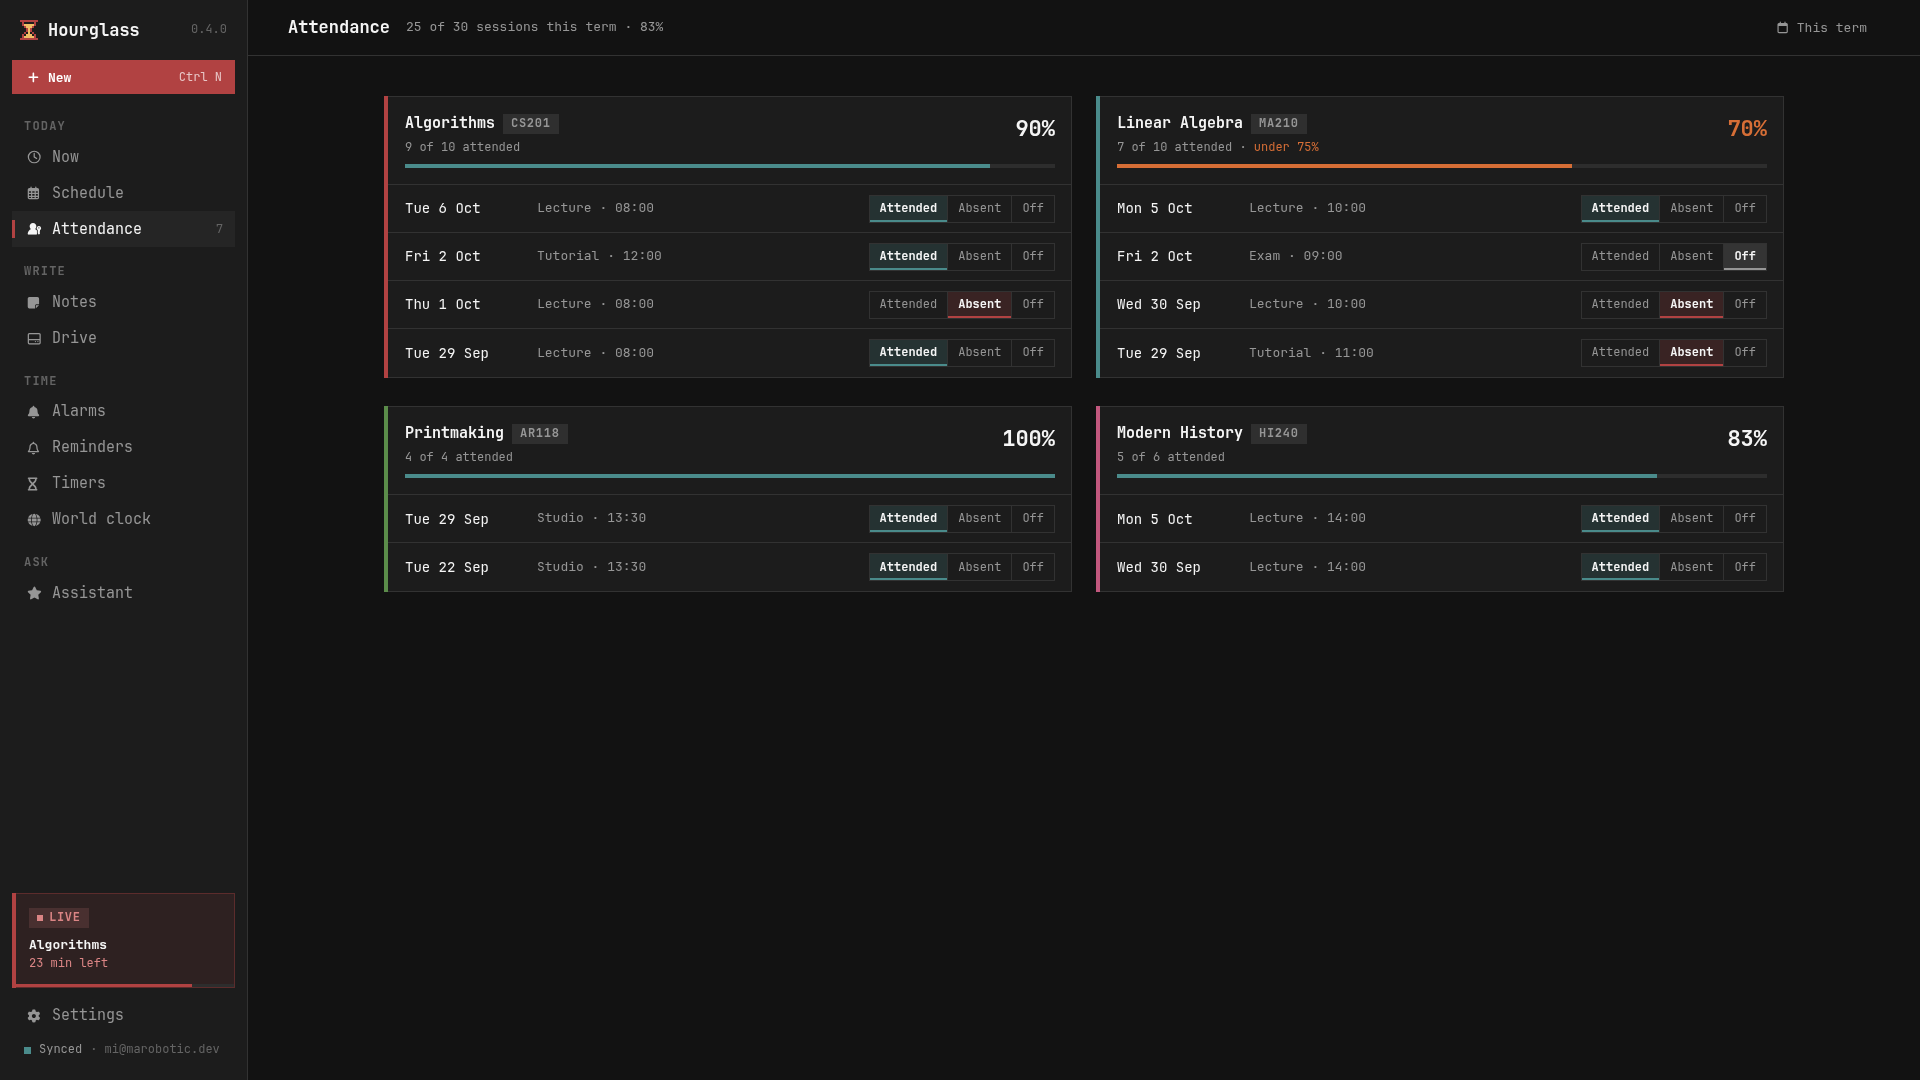 Hourglass 0.4.0
+ New Ctrl N
TODAY
Now
Schedule
Attendance 7
WRITE
Notes
Drive
TIME
Alarms
Reminders
Timers
World clock
ASK
Assistant
LIVE
Algorithms
23 min left
Settings
Synced · mi@marobotic.dev
Attendance 25 of 30 sessions this term · 83% This term
Algorithms CS201 90%
9 of 10 attended
Tue 6 Oct Lecture · 08:00 Attended Absent Off
Fri 2 Oct Tutorial · 12:00 Attended Absent Off
Thu 1 Oct Lecture · 08:00 Attended Absent Off
Tue 29 Sep Lecture · 08:00 Attended Absent Off
Linear Algebra MA210 70%
7 of 10 attended · under 75%
Mon 5 Oct Lecture · 10:00 Attended Absent Off
Fri 2 Oct Exam · 09:00 Attended Absent Off
Wed 30 Sep Lecture · 10:00 Attended Absent Off
Tue 29 Sep Tutorial · 11:00 Attended Absent Off
Printmaking AR118 100%
4 of 4 attended
Tue 29 Sep Studio · 13:30 Attended Absent Off
Tue 22 Sep Studio · 13:30 Attended Absent Off
Modern History HI240 83%
5 of 6 attended
Mon 5 Oct Lecture · 14:00 Attended Absent Off
Wed 30 Sep Lecture · 14:00 Attended Absent Off